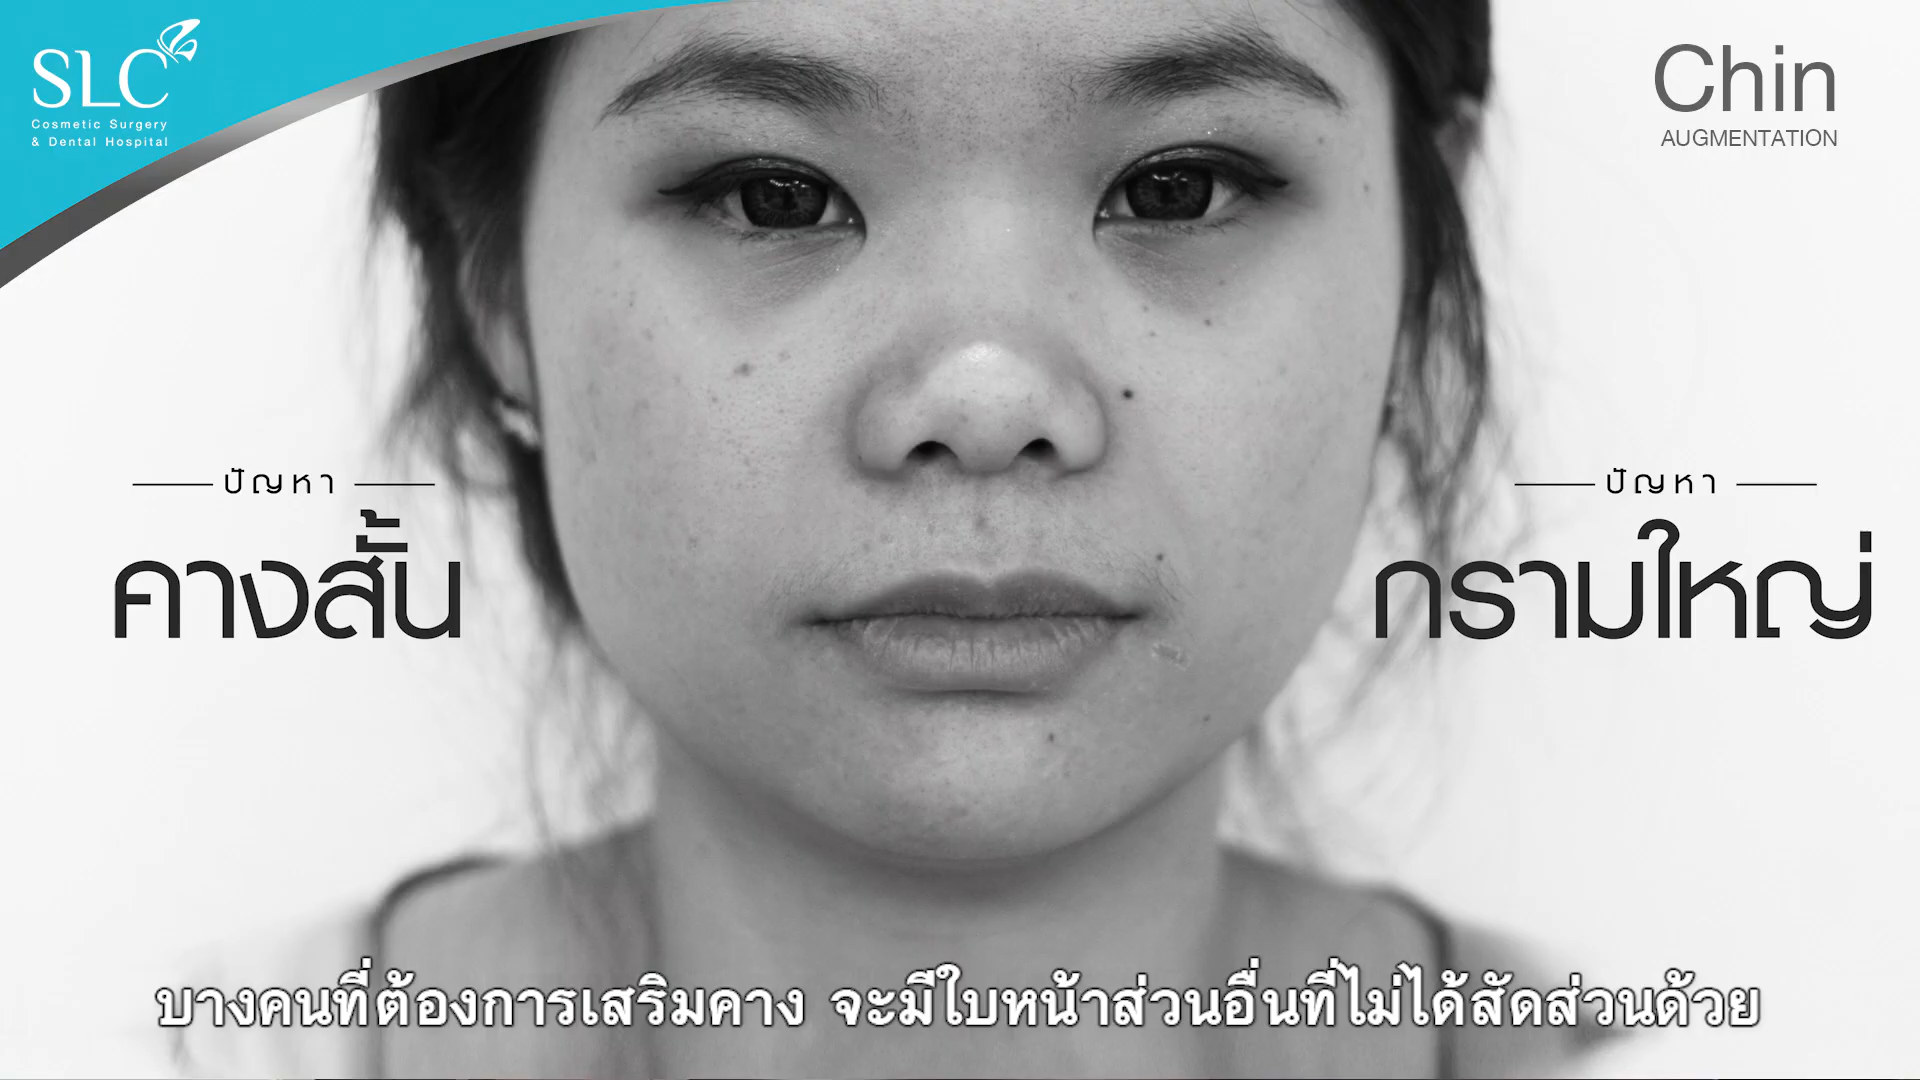 SLC
Cosmetic Surgery
& Dental Hospital
Chin
AUGMENTATION
ปัญหา
คางสั้น
ปัญหา
กรามใหญ่
บางคนที่ต้องการเสริมคาง จะมีใบหน้าส่วนอื่นที่ไม่ได้สัดส่วนด้วย